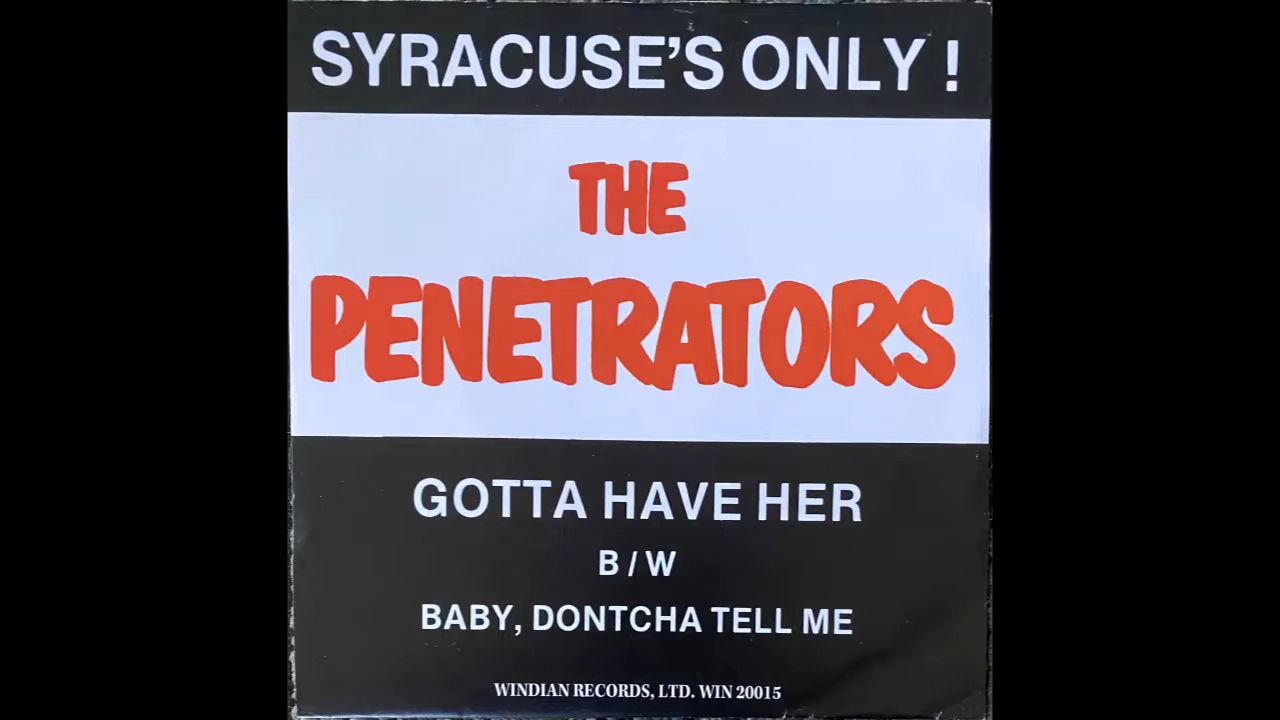 SYRACUSE'S ONLY !
THE
PENETRATORS
GOTTA HAVE HER
B / W
BABY, DONTCHA TELL ME
WINDIAN RECORDS, LTD. WIN 20015